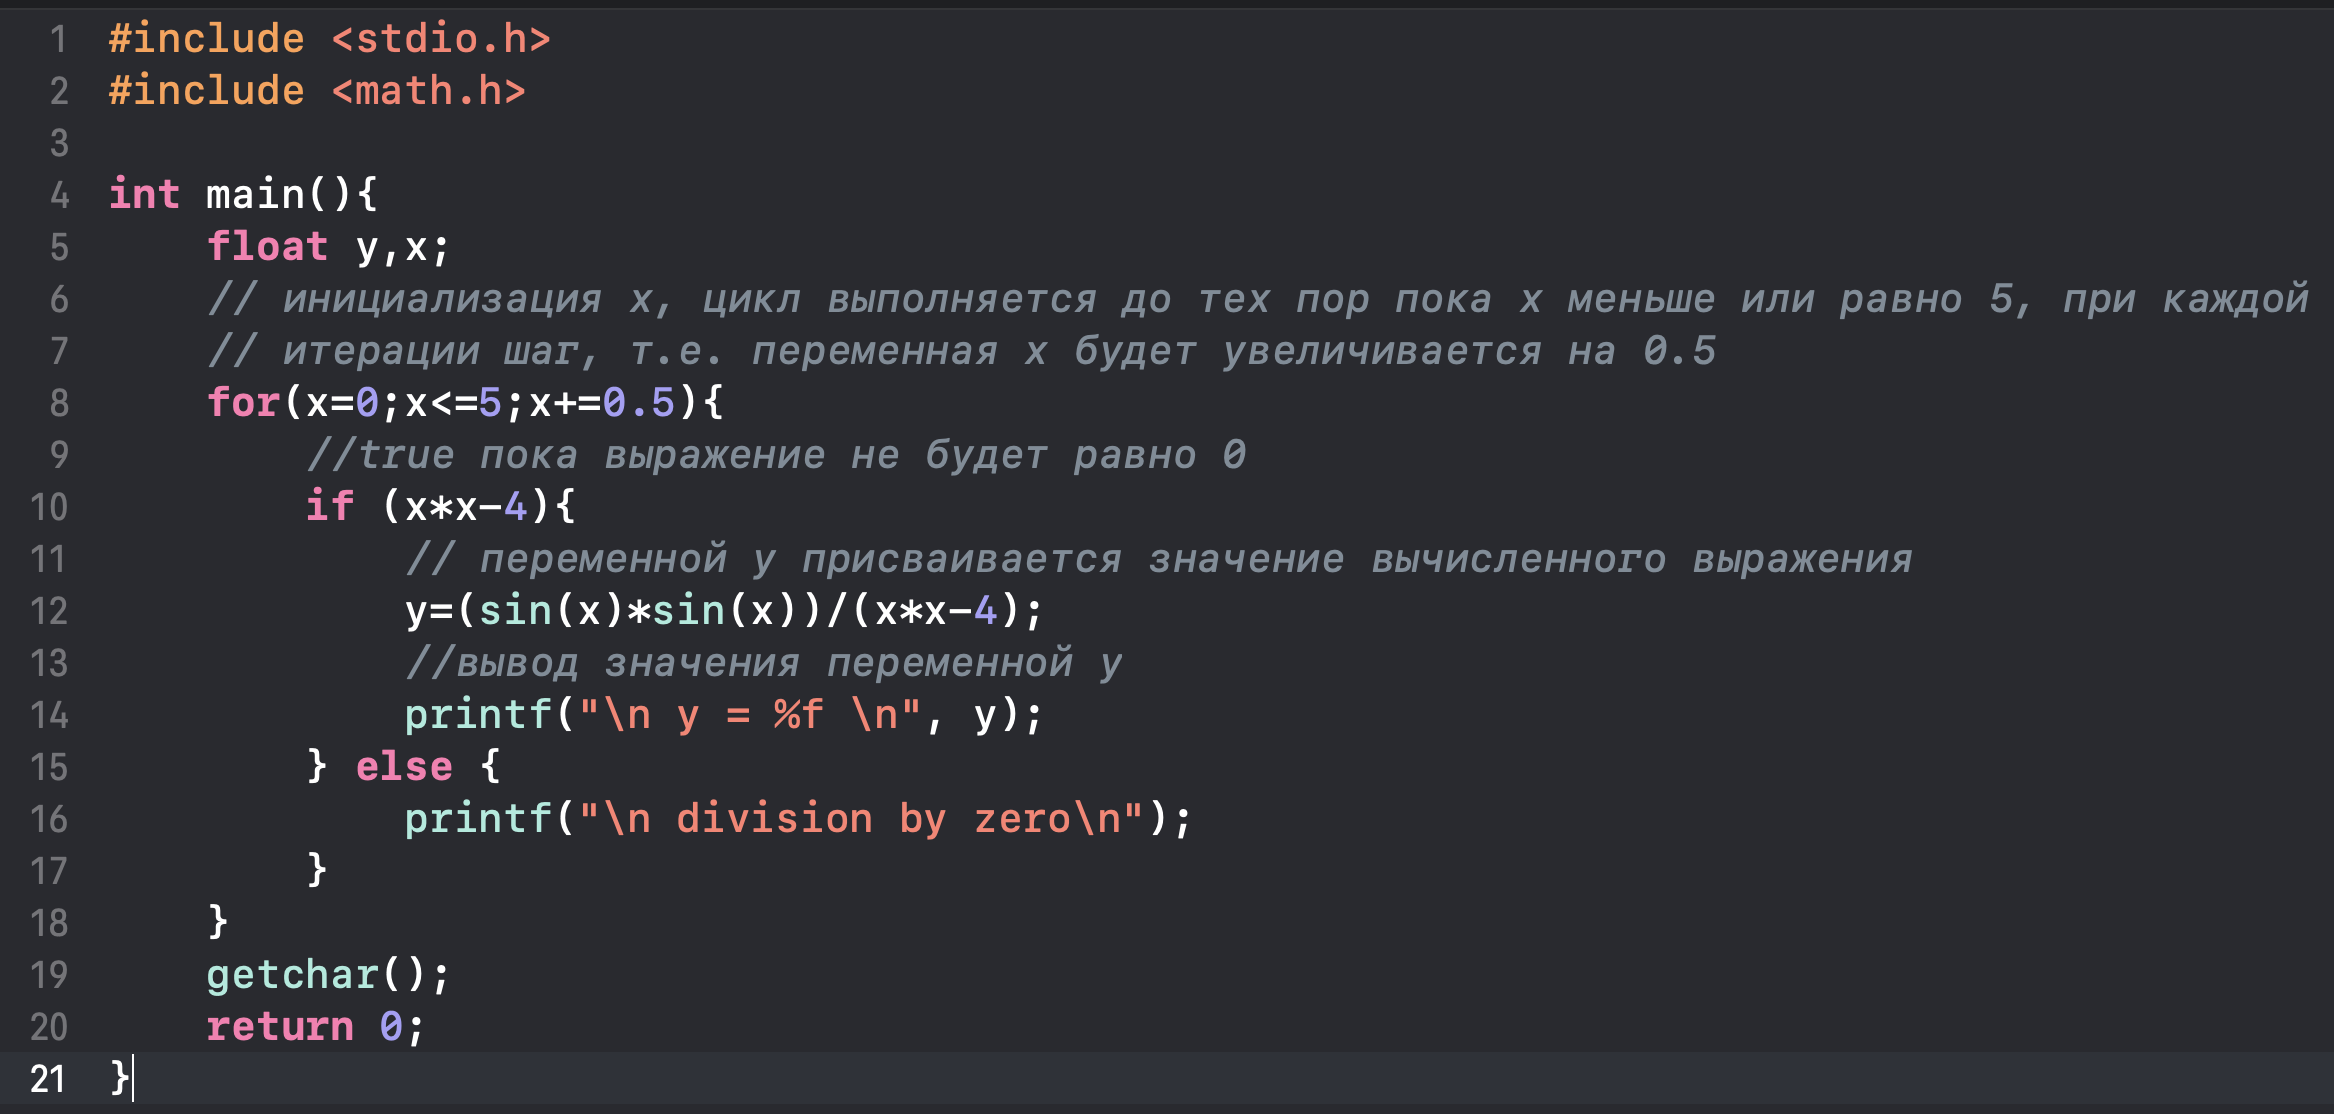 1 #include <stdio.h>
2 #include <math.h>
3
4 int main(){
5 float y,x;
6 // инициализация x, цикл выполняется до тех пор пока x меньше или равно 5, при каждой
7 // итерации шаг, т.е. переменная x будет увеличивается на 0.5
8 for(x=0;x<=5;x+=0.5){
9 //true пока выражение не будет равно 0
10 if (x*x-4){
11 // переменной y присваивается значение вычисленного выражения
12 y=(sin(x)*sin(x))/(x*x-4);
13 //вывод значения переменной y
14 printf("\n y = %f \n", y);
15 } else {
16 printf("\n division by zero\n");
17 }
18 }
19 getchar();
20 return 0;
21 }